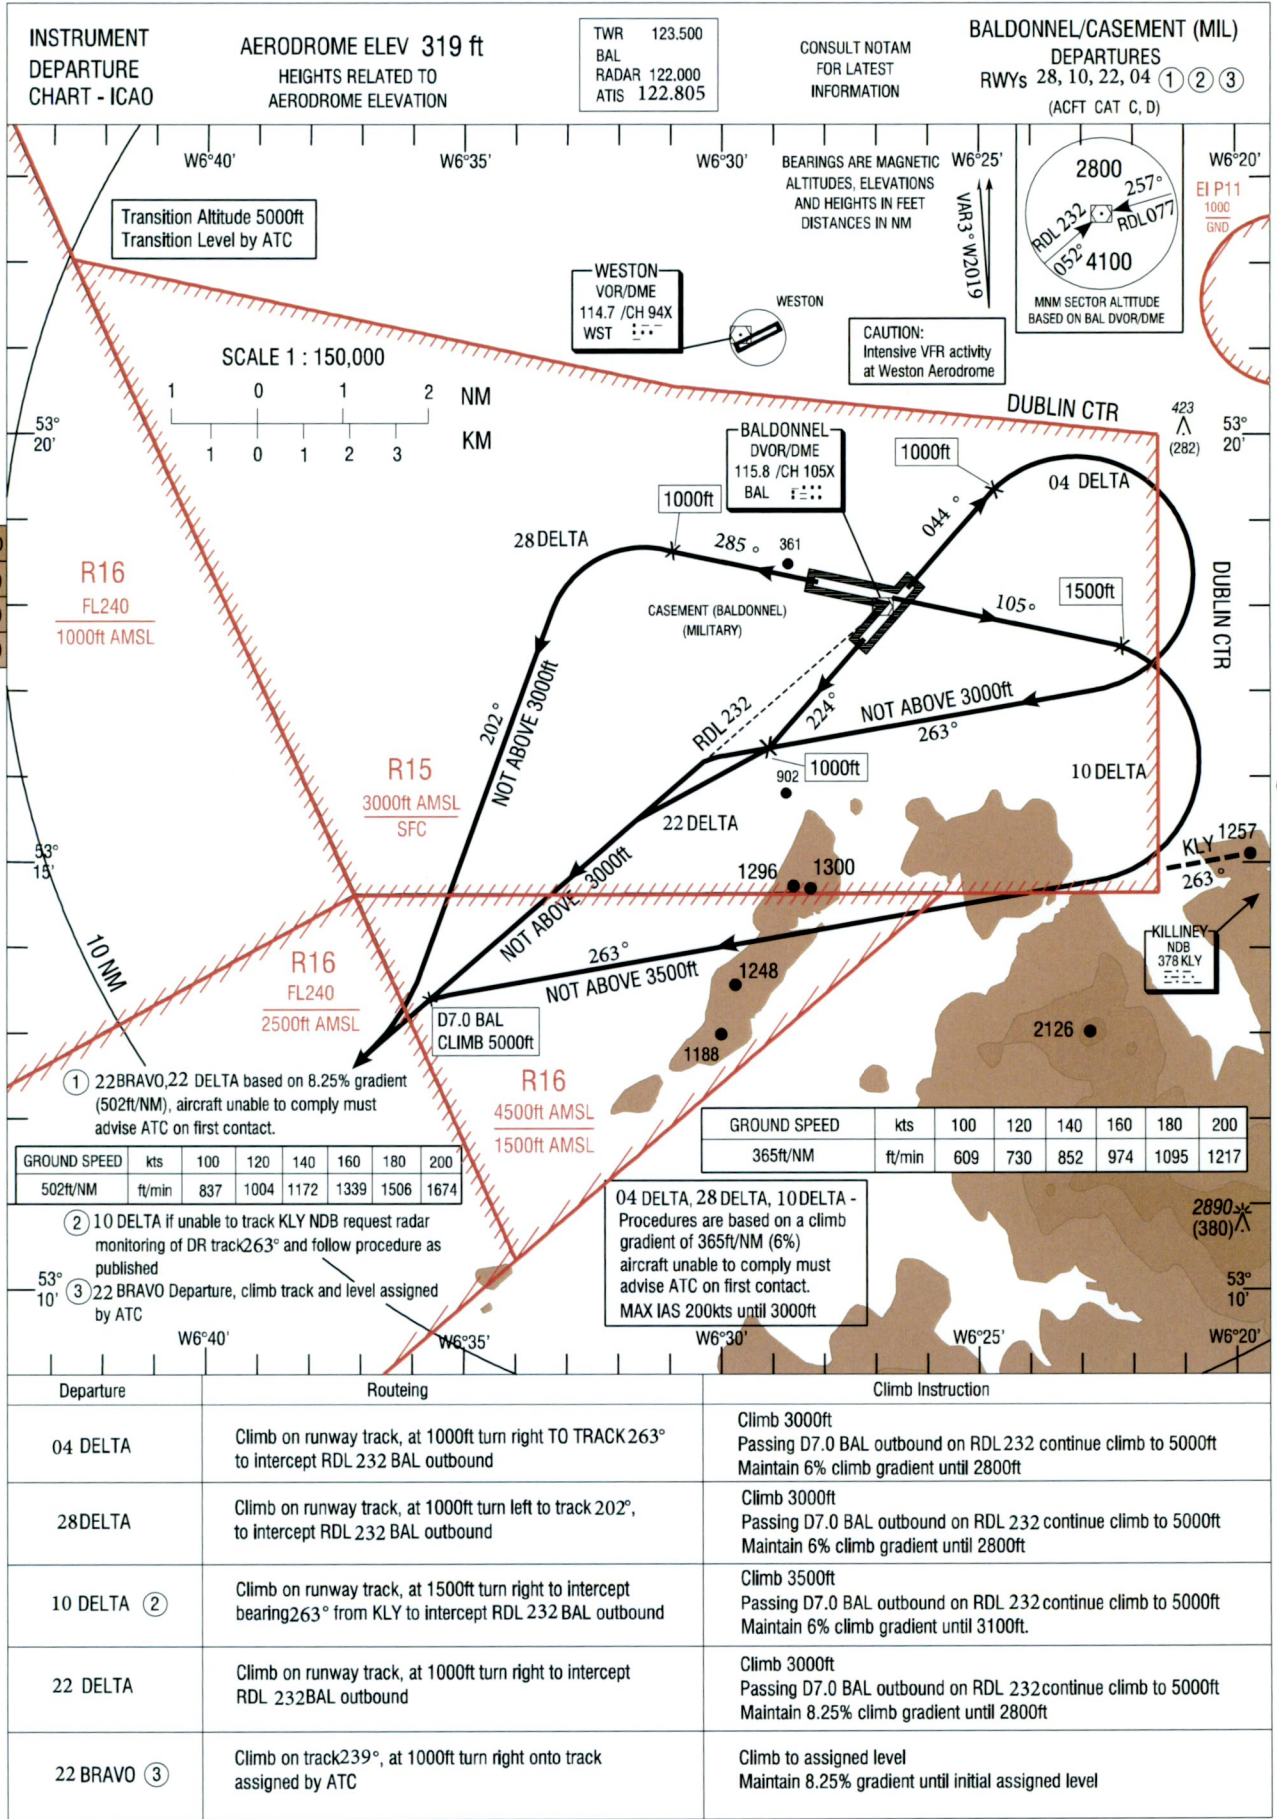 INSTRUMENT
DEPARTURE
CHART - ICAO
AERODROME ELEV 319 ft
HEIGHTS RELATED TO
AERODROME ELEVATION
TWR 123.500
BAL
RADAR 122.000
ATIS 122.805
CONSULT NOTAM
FOR LATEST
INFORMATION
BALDONNEL/CASEMENT (MIL)
DEPARTURES
RWYs 28, 10, 22, 04 ① ② ③
(ACFT CAT C, D)
W6°40'
W6°35'
W6°30'
W6°25'
W6°20'
BEARINGS ARE MAGNETIC
ALTITUDES, ELEVATIONS
AND HEIGHTS IN FEET
DISTANCES IN NM
VAR3° W2019
2800
257°
RDL077
RDL 232
052°
4100
MNM SECTOR ALTITUDE
BASED ON BAL DVOR/DME
EI P11
1000
GND
Transition Altitude 5000ft
Transition Level by ATC
WESTON
VOR/DME
114.7 /CH 94X
WST
WESTON
CAUTION:
Intensive VFR activity
at Weston Aerodrome
SCALE 1 : 150,000
1 0 1 2 NM
1 0 1 2 3 KM
53°
20'
DUBLIN CTR
423
(282)
53°
20'
BALDONNEL
DVOR/DME
115.8 /CH 105X
BAL
1000ft
04 DELTA
044°
1000ft
28 DELTA
285°
361
DUBLIN CTR
R16
FL240
1000ft AMSL
CASEMENT (BALDONNEL)
(MILITARY)
105°
1500ft
202°
NOT ABOVE 3000ft
RDL 232
224°
NOT ABOVE 3000ft
263°
1000ft
902
10 DELTA
R15
3000ft AMSL
SFC
22 DELTA
53°
15'
1296
1300
KLY
1257
263°
NOT ABOVE 3000ft
10 NM
263°
NOT ABOVE 3500ft
1248
KILLINEY
NDB
378 KLY
R16
FL240
2500ft AMSL
D7.0 BAL
CLIMB 5000ft
1188
2126
R16
4500ft AMSL
1500ft AMSL
① 22BRAVO,22 DELTA based on 8.25% gradient
(502ft/NM), aircraft unable to comply must
advise ATC on first contact.
GROUND SPEED kts 100 120 140 160 180 200
502ft/NM ft/min 837 1004 1172 1339 1506 1674
GROUND SPEED kts 100 120 140 160 180 200
365ft/NM ft/min 609 730 852 974 1095 1217
② 10 DELTA if unable to track KLY NDB request radar
monitoring of DR track263° and follow procedure as
published
③ 22 BRAVO Departure, climb track and level assigned
by ATC
04 DELTA, 28 DELTA, 10DELTA -
Procedures are based on a climb
gradient of 365ft/NM (6%)
aircraft unable to comply must
advise ATC on first contact.
MAX IAS 200kts until 3000ft
2890
(380)
53°
10'
53°
10'
W6°40'
W6°35'
W6°30'
W6°25'
W6°20'
Departure Routeing Climb Instruction
04 DELTA
Climb on runway track, at 1000ft turn right TO TRACK263°
to intercept RDL 232 BAL outbound
Climb 3000ft
Passing D7.0 BAL outbound on RDL 232 continue climb to 5000ft
Maintain 6% climb gradient until 2800ft
28DELTA
Climb on runway track, at 1000ft turn left to track 202°,
to intercept RDL 232 BAL outbound
Climb 3000ft
Passing D7.0 BAL outbound on RDL 232 continue climb to 5000ft
Maintain 6% climb gradient until 2800ft
10 DELTA ②
Climb on runway track, at 1500ft turn right to intercept
bearing263° from KLY to intercept RDL 232 BAL outbound
Climb 3500ft
Passing D7.0 BAL outbound on RDL 232 continue climb to 5000ft
Maintain 6% climb gradient until 3100ft.
22 DELTA
Climb on runway track, at 1000ft turn right to intercept
RDL 232BAL outbound
Climb 3000ft
Passing D7.0 BAL outbound on RDL 232 continue climb to 5000ft
Maintain 8.25% climb gradient until 2800ft
22 BRAVO ③
Climb on track239°, at 1000ft turn right onto track
assigned by ATC
Climb to assigned level
Maintain 8.25% gradient until initial assigned level